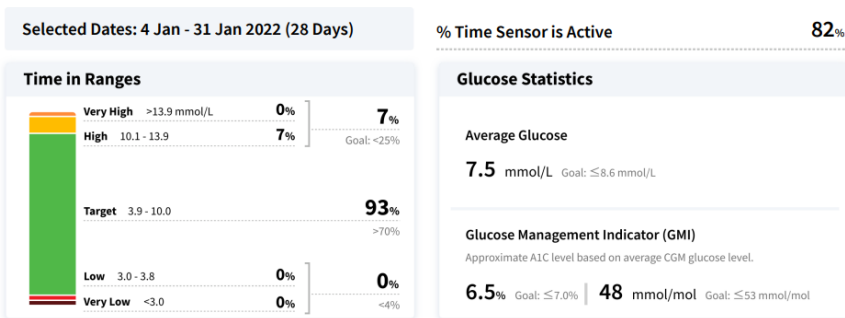 Selected Dates: 4 Jan - 31 Jan 2022 (28 Days)
% Time Sensor is Active 82%
Time in Ranges
Very High >13.9 mmol/L 0%
High 10.1 - 13.9 7%
7%
Goal: <25%
Target 3.9 - 10.0 93%
>70%
Low 3.0 - 3.8 0%
Very Low <3.0 0%
0%
<4%
Glucose Statistics
Average Glucose
7.5 mmol/L Goal: ≤8.6 mmol/L
Glucose Management Indicator (GMI)
Approximate A1C level based on average CGM glucose level.
6.5% Goal: ≤7.0% | 48 mmol/mol Goal: ≤53 mmol/mol